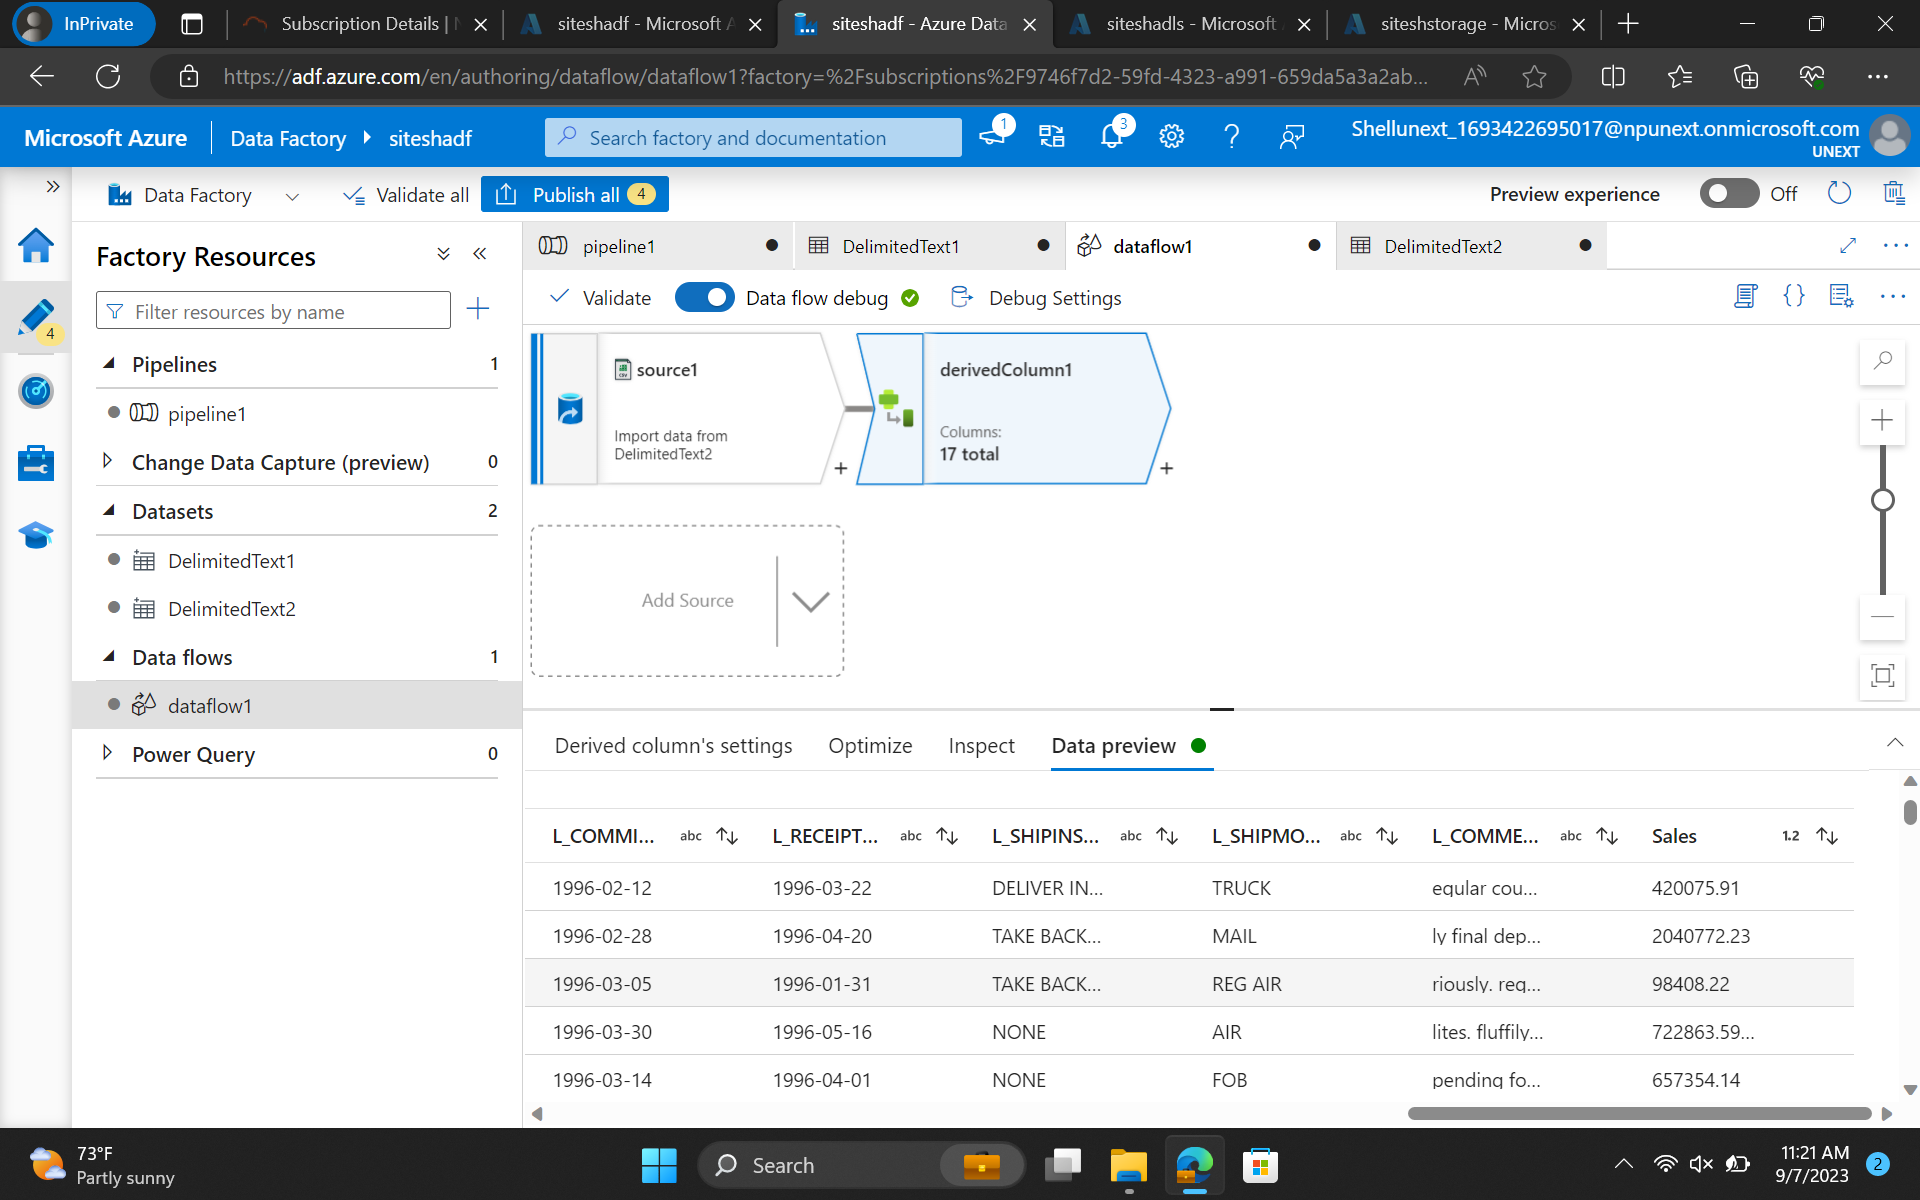 InPrivate
Subscription Details |
siteshadf - Microsoft A
siteshadf - Azure Data
siteshadls - Microsoft
siteshstorage - Micros
https://adf.azure.com/en/authoring/dataflow/dataflow1?factory=%2Fsubscriptions%2F9746f7d2-59fd-4323-a991-659da5a3a2ab...
Microsoft Azure
Data Factory
siteshadf
Search factory and documentation
1
3
Shellunext_1693422695017@npunext.onmicrosoft.com
UNEXT
Data Factory
Validate all
Publish all 4
Preview experience
Off
4
Factory Resources
Filter resources by name
Pipelines 1
pipeline1
Change Data Capture (preview) 0
Datasets 2
DelimitedText1
DelimitedText2
Data flows 1
dataflow1
Power Query 0
pipeline1
DelimitedText1
dataflow1
DelimitedText2
Validate
Data flow debug
Debug Settings
source1
Import data from
DelimitedText2
derivedColumn1
Columns:
17 total
Add Source
Derived column's settings Optimize Inspect Data preview
L_COMMI... abc L_RECEIPT... abc L_SHIPINS... abc L_SHIPMO... abc L_COMME... abc Sales 1.2
1996-02-12 1996-03-22 DELIVER IN... TRUCK egular cou... 420075.91
1996-02-28 1996-04-20 TAKE BACK... MAIL ly final dep... 2040772.23
1996-03-05 1996-01-31 TAKE BACK... REG AIR riously. reg... 98408.22
1996-03-30 1996-05-16 NONE AIR lites. fluffily... 722863.59...
1996-03-14 1996-04-01 NONE FOB pending fo... 657354.14
73°F
Partly sunny
Search
11:21 AM
9/7/2023
2